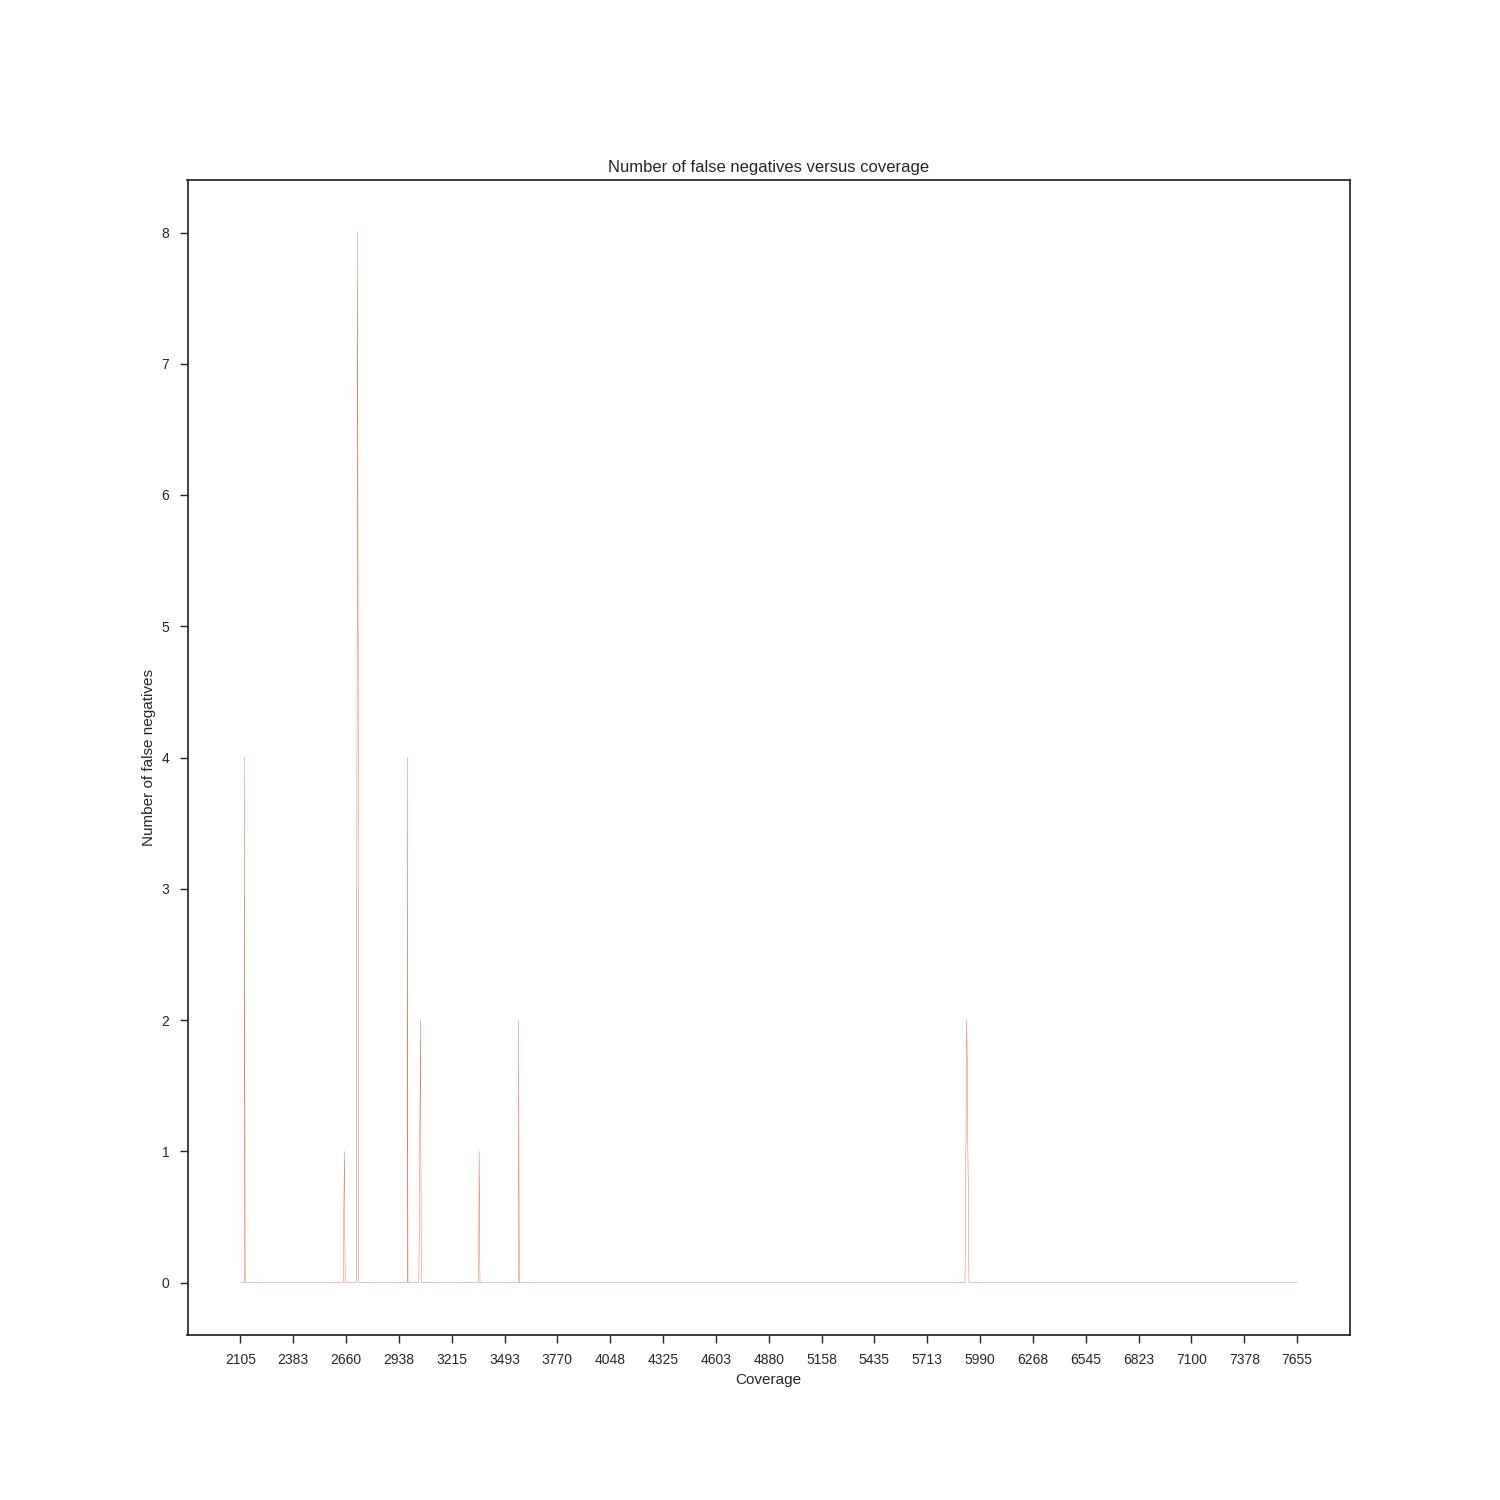 Number of false negatives versus coverage
8
7
6
5
4
3
2
1
0
Number of false negatives
2105 2383 2660 2938 3215 3493 3770 4048 4325 4603 4880 5158 5435 5713 5990 6268 6545 6823 7100 7378 7655
Coverage